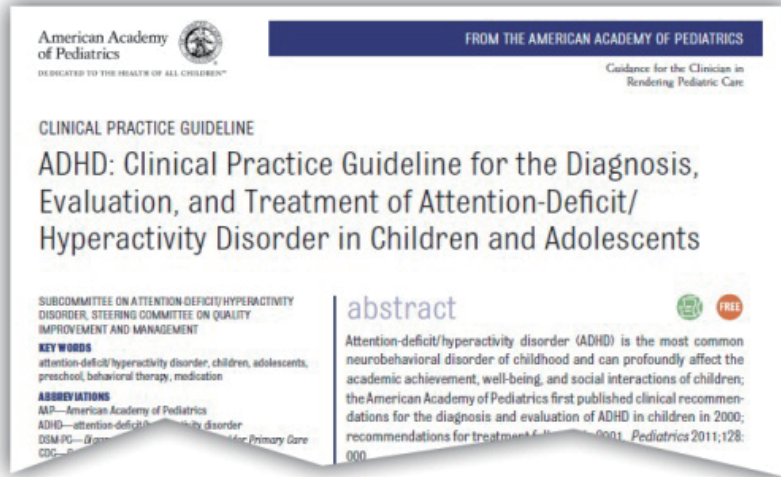 American Academy
of Pediatrics
DEDICATED TO THE HEALTH OF ALL CHILDREN™
FROM THE AMERICAN ACADEMY OF PEDIATRICS
Guidance for the Clinician in
Rendering Pediatric Care
CLINICAL PRACTICE GUIDELINE
ADHD: Clinical Practice Guideline for the Diagnosis,
Evaluation, and Treatment of Attention-Deficit/
Hyperactivity Disorder in Children and Adolescents
SUBCOMMITTEE ON ATTENTION-DEFICIT/HYPERACTIVITY
DISORDER, STEERING COMMITTEE ON QUALITY
IMPROVEMENT AND MANAGEMENT
KEY WORDS
attention-deficit/hyperactivity disorder, children, adolescents,
preschool, behavioral therapy, medication
ABBREVIATIONS
AAP—American Academy of Pediatrics
ADHD—attention-deficit/ disorder
DSM-PC— Primary Care
abstract
FREE
Attention-deficit/hyperactivity disorder (ADHD) is the most common
neurobehavioral disorder of childhood and can profoundly affect the
academic achievement, well-being, and social interactions of children;
the American Academy of Pediatrics first published clinical recommen-
dations for the diagnosis and evaluation of ADHD in children in 2000;
recommendations for treatment 2001. Pediatrics 2011;128:
000